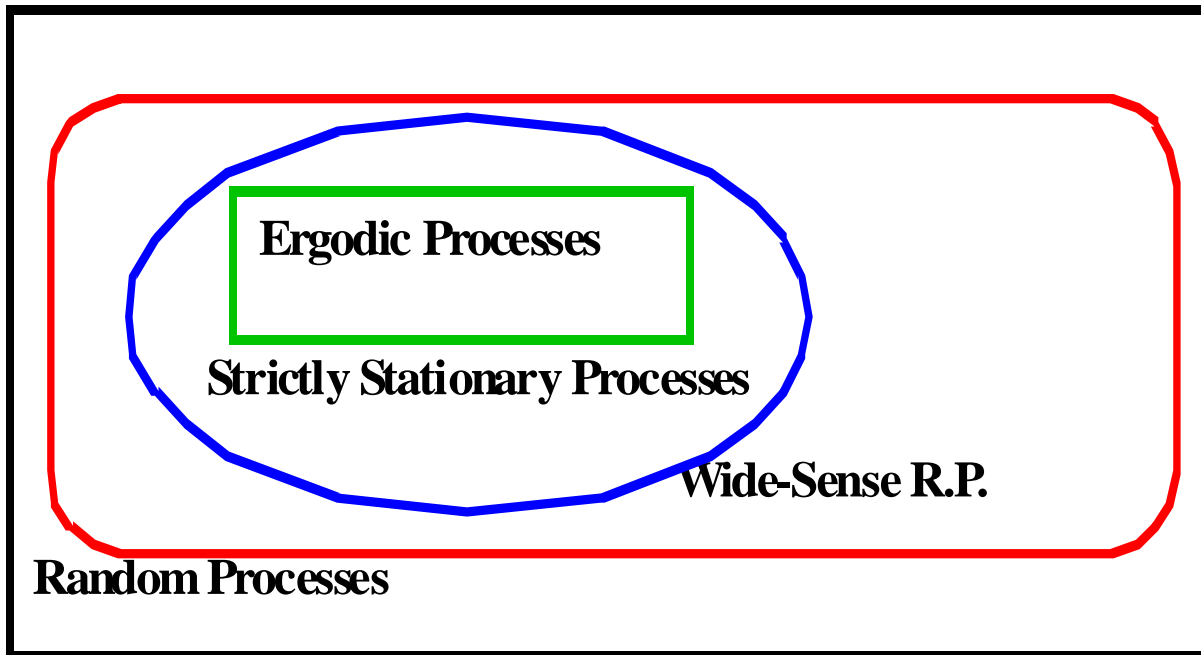 Ergodic Processes
Strictly Stationary Processes
Wide-Sense R.P.
Random Processes